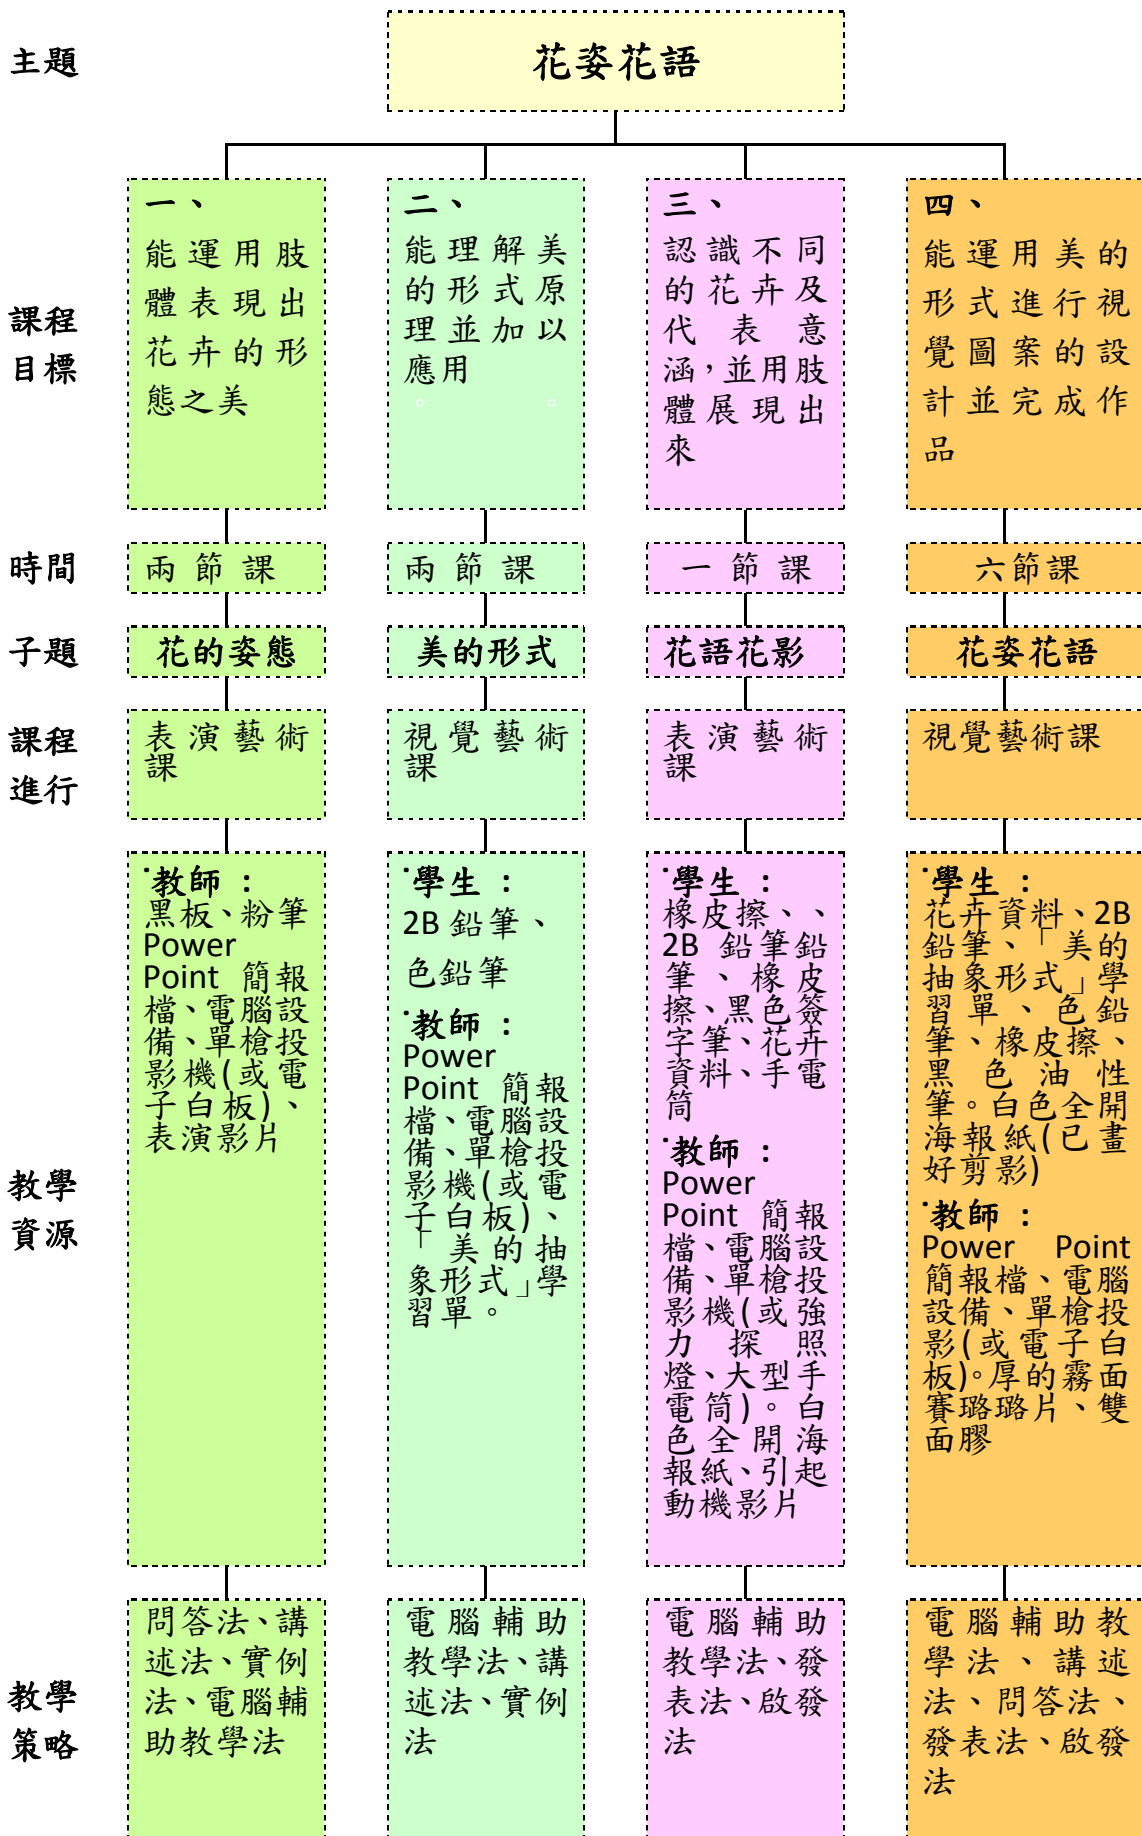 主題
花姿花語
課程
目標
一、
能運用肢
體表現出
花卉的形
態之美
二、
能理解美
的形式原
理並加以
應用
。 。
三、
認識不同
的花卉及
代表意
涵，並用肢
體展現出
來
四、
能運用美的
形式進行視
覺圖案的設
計並完成作
品
時間
兩節課
兩節課
一節課
六節課
子題
花的姿態
美的形式
花語花影
花姿花語
課程
進行
表演藝術
課
視覺藝術
課
表演藝術
課
視覺藝術課
教學
資源
˙教師：
黑板、粉筆
Power
Point 簡報
檔、電腦設
備、單槍投
影機(或電
子白板)、
表演影片
˙學生：
2B 鉛筆、
色鉛筆
˙教師：
Power
Point 簡報
檔、電腦設
備、單槍投
影機(或電
子白板)、
「美的抽
象形式」學
習單。
˙學生：
橡皮擦、、
2B 鉛筆鉛
筆、橡皮
擦、黑色簽
字筆、花卉
資料、手電
筒
˙教師：
Power
Point 簡報
檔、電腦設
備、單槍投
影機(或強
力探照
燈、大型手
電筒)。白
色全開海
報紙、引起
動機影片
˙學生：
花卉資料、2B
鉛筆、「美的
抽象形式」學
習單、色鉛
筆、橡皮擦、
黑色油性
筆。白色全開
海報紙(已畫
好剪影)
˙教師：
Power Point
簡報檔、電腦
設備、單槍投
影(或電子白
板)。厚的霧面
賽璐璐片、雙
面膠
教學
策略
問答法、講
述法、實例
法、電腦輔
助教學法
電腦輔助
教學法、講
述法、實例
法
電腦輔助
教學法、發
表法、啟發
法
電腦輔助教
學法、講述
法、問答法、
發表法、啟發
法